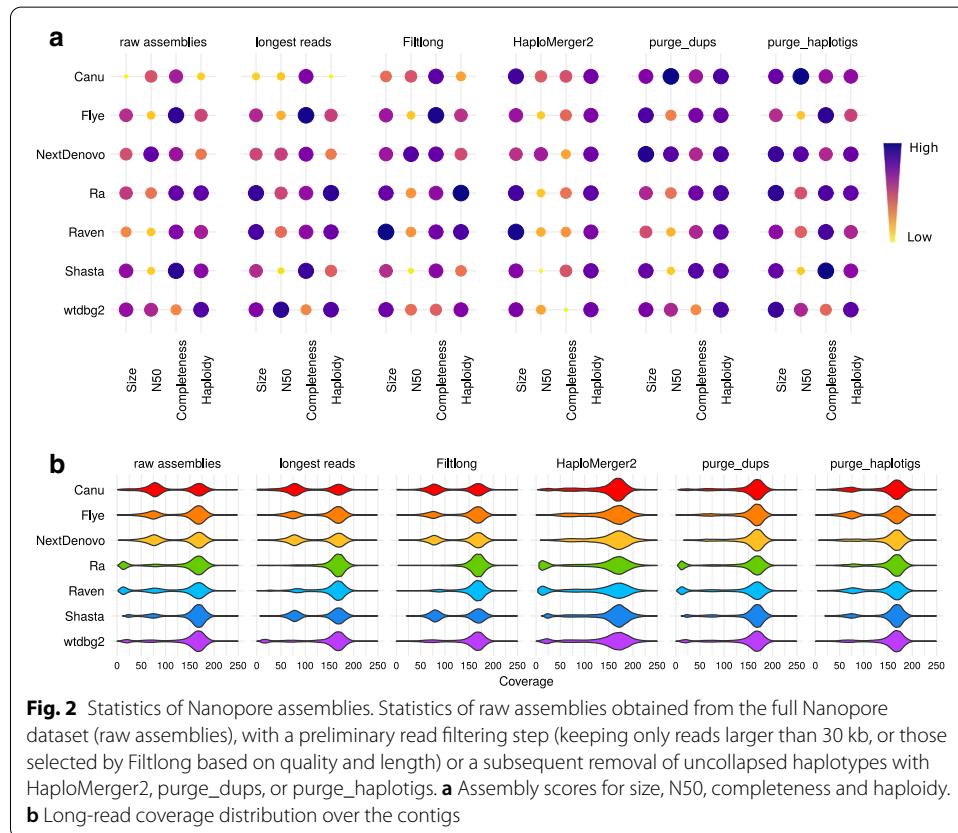 a
raw assemblies longest reads Filtlong HaploMerger2 purge_dups purge_haplotigs
Canu
Flye
NextDenovo
Ra
Raven
Shasta
wtdbg2
High
Low
Size N50 Completeness Haploidy Size N50 Completeness Haploidy Size N50 Completeness Haploidy Size N50 Completeness Haploidy Size N50 Completeness Haploidy Size N50 Completeness Haploidy
b
raw assemblies longest reads Filtlong HaploMerger2 purge_dups purge_haplotigs
Canu
Flye
NextDenovo
Ra
Raven
Shasta
wtdbg2
0 50 100 150 200 250 0 50 100 150 200 250 0 50 100 150 200 250 0 50 100 150 200 250 0 50 100 150 200 250 0 50 100 150 200 250
Coverage
Fig. 2 Statistics of Nanopore assemblies. Statistics of raw assemblies obtained from the full Nanopore
dataset (raw assemblies), with a preliminary read filtering step (keeping only reads larger than 30 kb, or those
selected by Filtlong based on quality and length) or a subsequent removal of uncollapsed haplotypes with
HaploMerger2, purge_dups, or purge_haplotigs. a Assembly scores for size, N50, completeness and haploidy.
b Long-read coverage distribution over the contigs